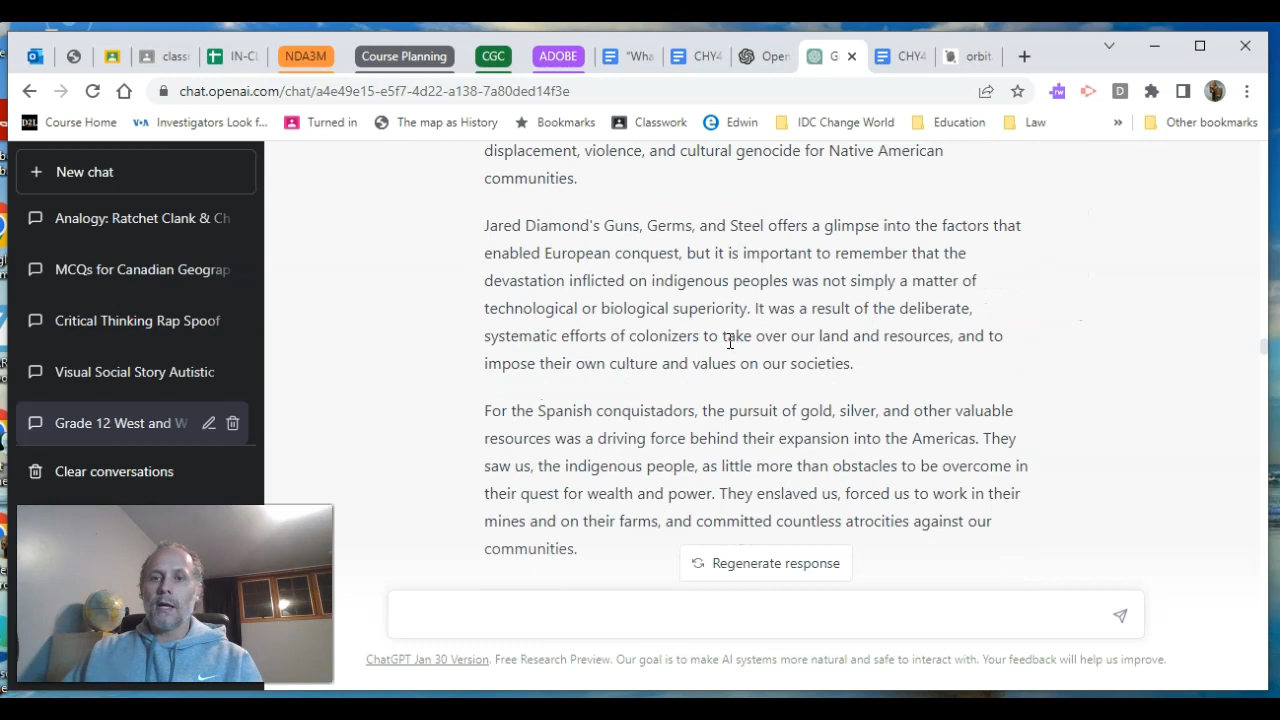 class
IN-CL
NDA3M
Course Planning
CGC
ADOBE
"Wha
CHY4
Open
G
CHY4
orbit
chat.openai.com/chat/a4e49e15-e5f7-4d22-a138-7a80ded14f3e
Course Home
Investigators Look f...
Turned in
The map as History
Bookmarks
Classwork
Edwin
IDC Change World
Education
Law
»
Other bookmarks
+ New chat
Analogy: Ratchet Clank & Ch
MCQs for Canadian Geograp
Critical Thinking Rap Spoof
Visual Social Story Autistic
Grade 12 West and W
Clear conversations
displacement, violence, and cultural genocide for Native American
communities.
Jared Diamond's Guns, Germs, and Steel offers a glimpse into the factors that
enabled European conquest, but it is important to remember that the
devastation inflicted on indigenous peoples was not simply a matter of
technological or biological superiority. It was a result of the deliberate,
systematic efforts of colonizers to take over our land and resources, and to
impose their own culture and values on our societies.
For the Spanish conquistadors, the pursuit of gold, silver, and other valuable
resources was a driving force behind their expansion into the Americas. They
saw us, the indigenous people, as little more than obstacles to be overcome in
their quest for wealth and power. They enslaved us, forced us to work in their
mines and on their farms, and committed countless atrocities against our
communities.
Regenerate response
ChatGPT Jan 30 Version. Free Research Preview. Our goal is to make AI systems more natural and safe to interact with. Your feedback will help us improve.